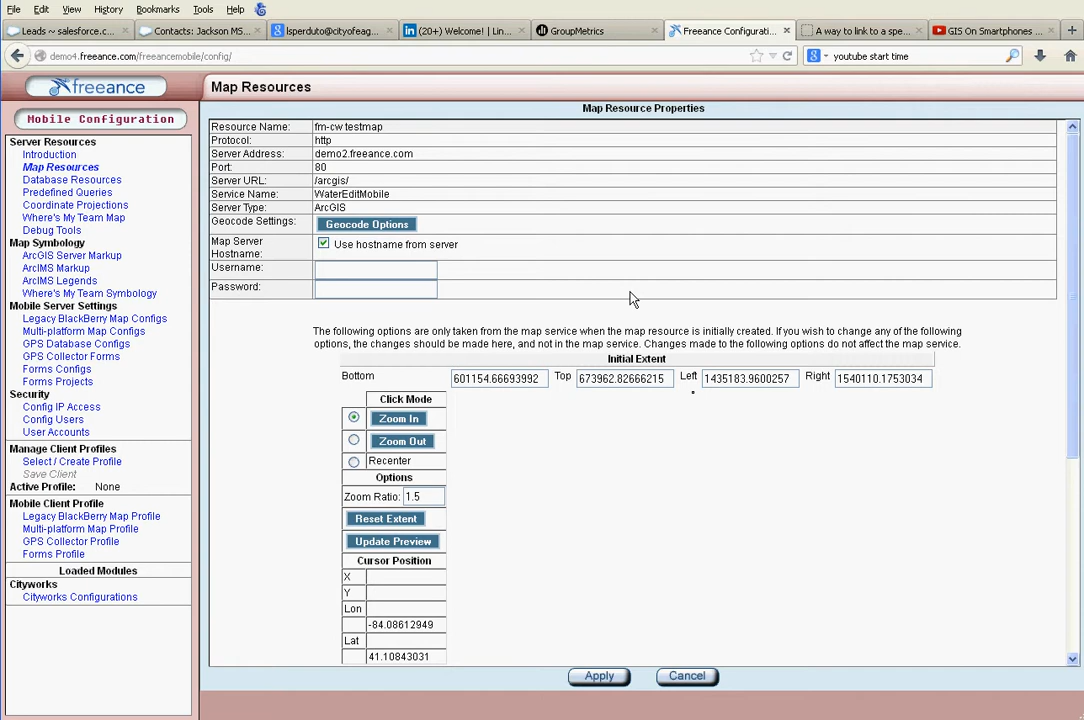 File Edit View History Bookmarks Tools Help
Leads ~ salesforce.c... × Contacts: Jackson MS... × lsperduto@cityofeag... × (20+) Welcome! | Lin... × GroupMetrics × Freeance Configuratio... × A way to link to a spe... × GIS On Smartphones ... × +
demo4.freeance.com/freeancemobile/config/
youtube start time
freeance
Map Resources
Mobile Configuration
Map Resource Properties
Server Resources
Introduction
Map Resources
Database Resources
Predefined Queries
Coordinate Projections
Where's My Team Map
Debug Tools
Map Symbology
ArcGIS Server Markup
ArcIMS Markup
ArcIMS Legends
Where's My Team Symbology
Mobile Server Settings
Legacy BlackBerry Map Configs
Multi-platform Map Configs
GPS Database Configs
GPS Collector Forms
Forms Configs
Forms Projects
Security
Config IP Access
Config Users
User Accounts
Manage Client Profiles
Select / Create Profile
Save Client
Active Profile: None
Mobile Client Profile
Legacy BlackBerry Map Profile
Multi-platform Map Profile
GPS Collector Profile
Forms Profile
Loaded Modules
Cityworks
Cityworks Configurations
Resource Name: fm-cw testmap
Protocol: http
Server Address: demo2.freeance.com
Port: 80
Server URL: /arcgis/
Service Name: WaterEditMobile
Server Type: ArcGIS
Geocode Settings: Geocode Options
Map Server Hostname: Use hostname from server
Username:
Password:
The following options are only taken from the map service when the map resource is initially created. If you wish to change any of the following
options, the changes should be made here, and not in the map service. Changes made to the following options do not affect the map service.
Initial Extent
Bottom 601154.66693992 Top 673962.82666215 Left 1435183.9600257 Right 1540110.1753034
Click Mode
Zoom In
Zoom Out
Recenter
Options
Zoom Ratio: 1.5
Reset Extent
Update Preview
Cursor Position
X
Y
Lon
-84.08612949
Lat
41.10843031
Apply Cancel